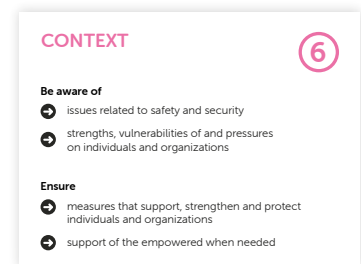 CONTEXT
6
Be aware of
issues related to safety and security
strengths, vulnerabilities of and pressures
on individuals and organizations
Ensure
measures that support, strengthen and protect
individuals and organizations
support of the empowered when needed